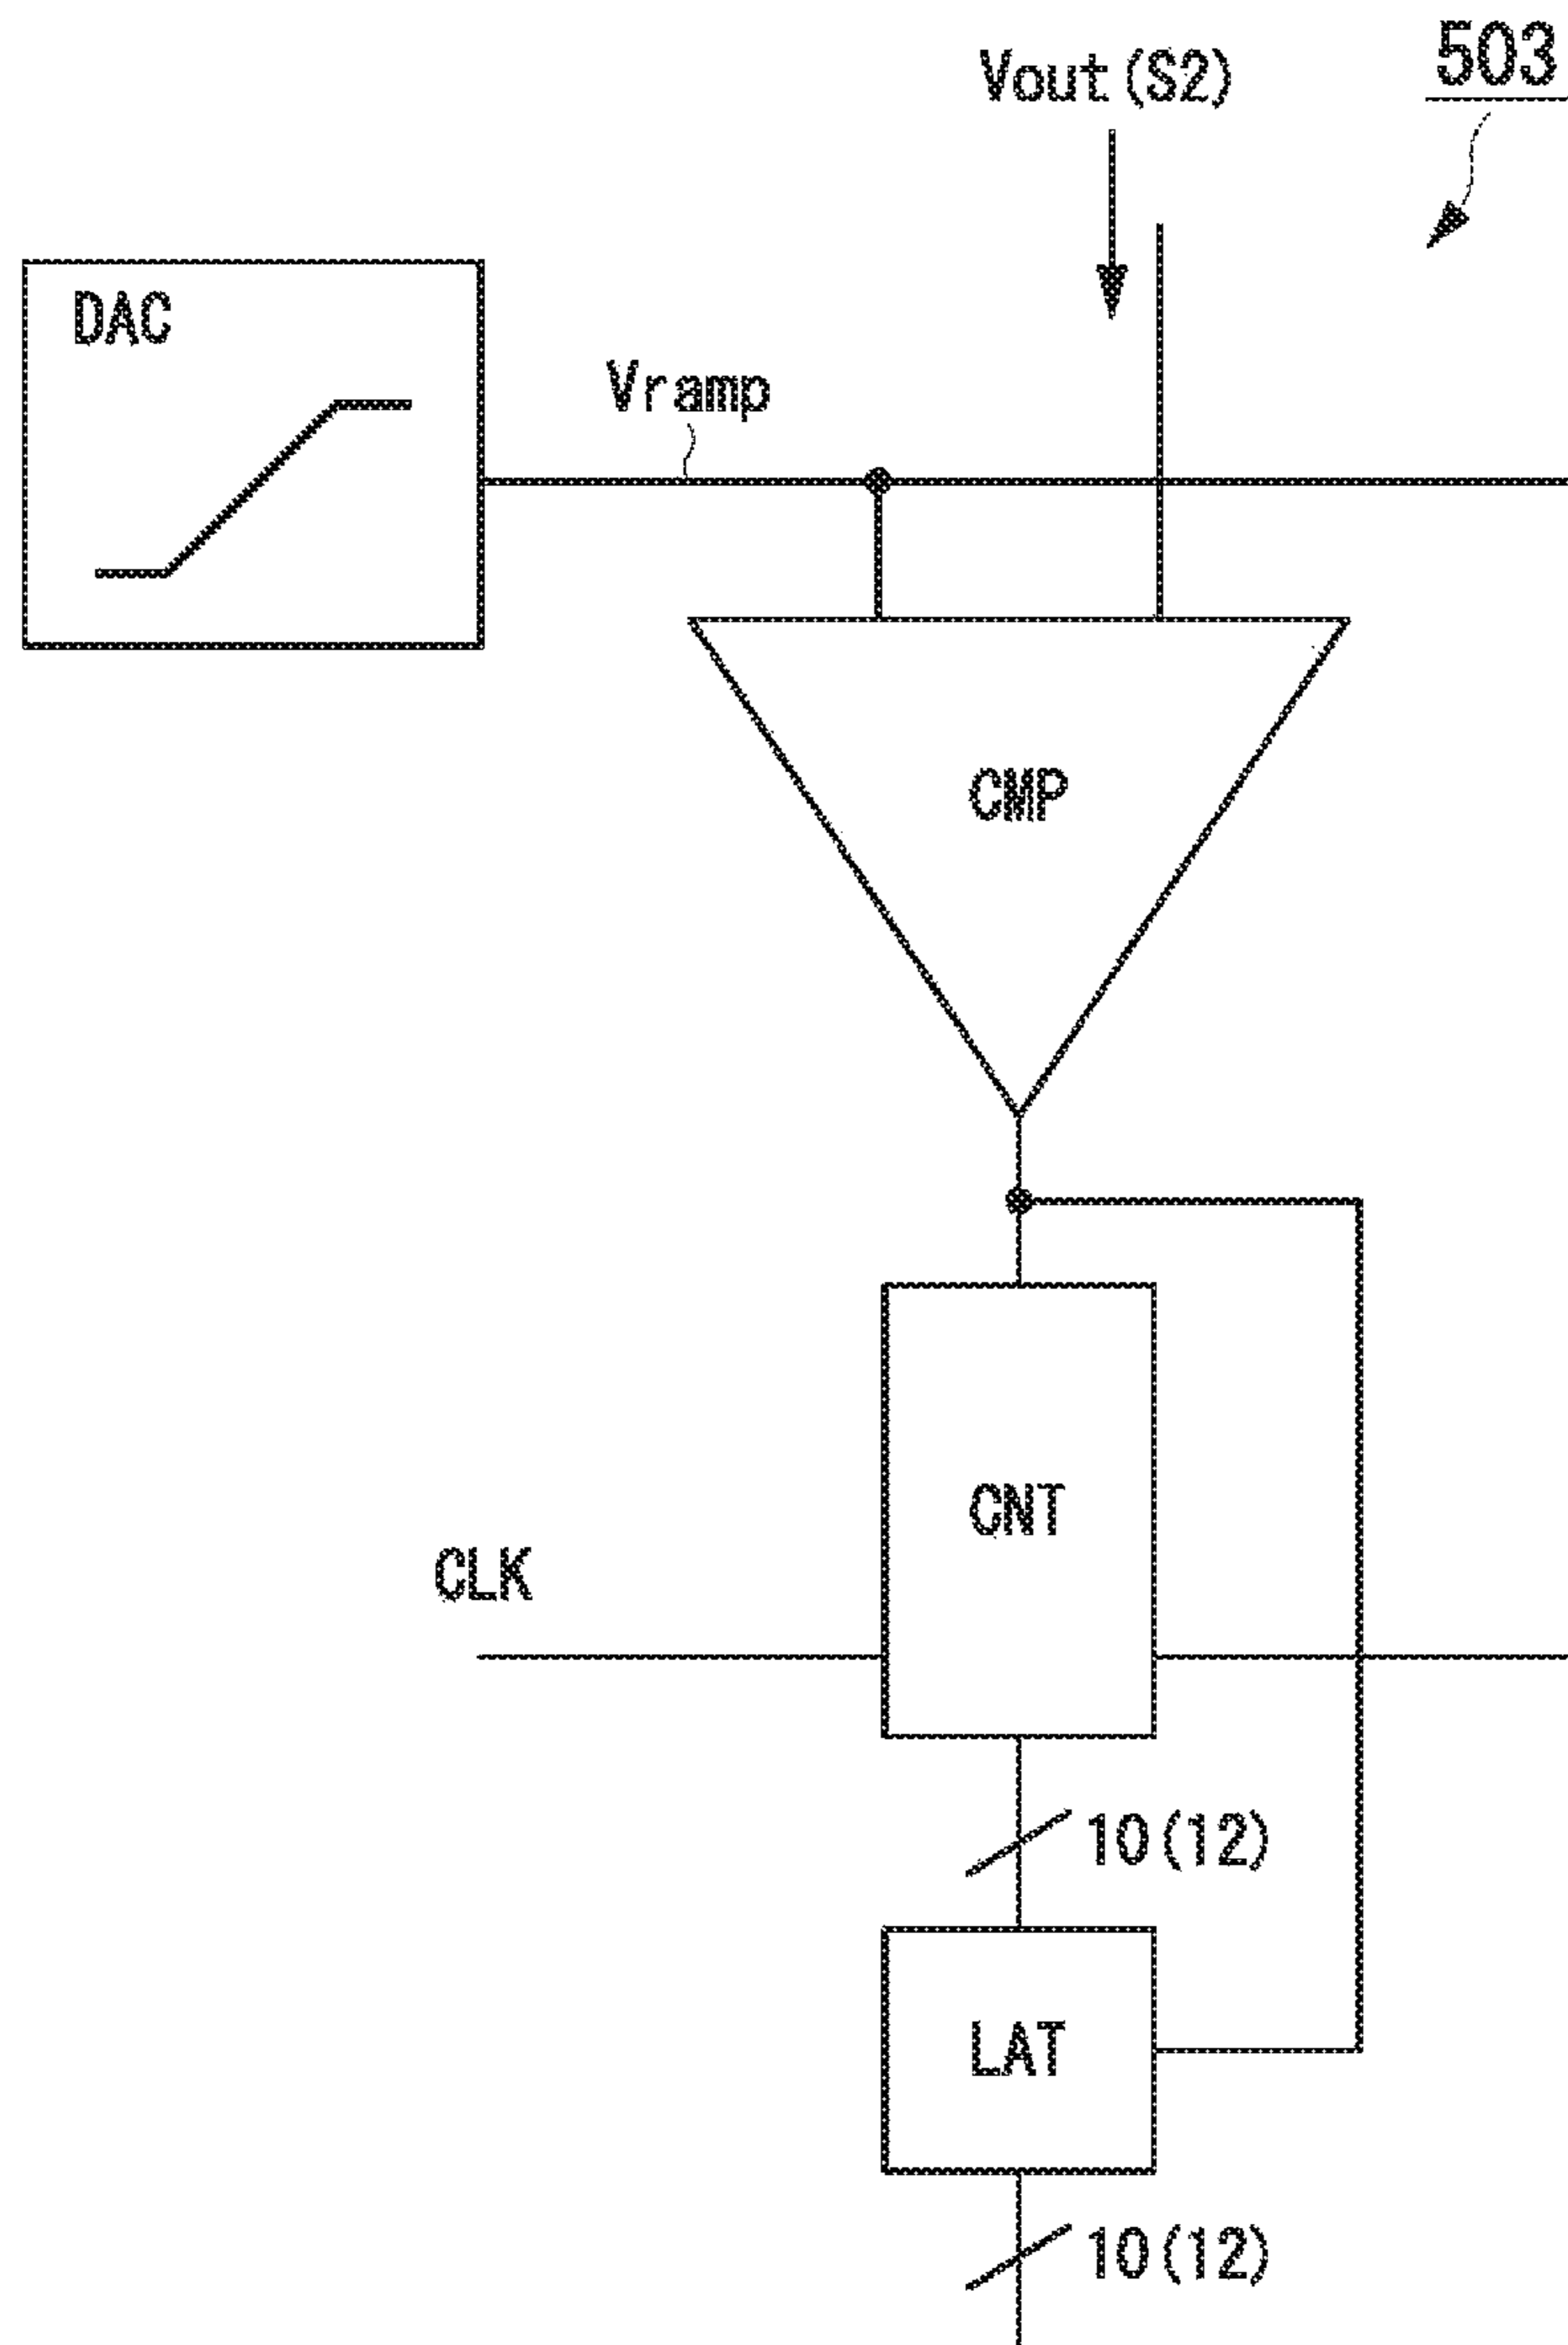 503
Vout(S2)
DAC
Vramp
CMP
CNT
CLK
10(12)
LAT
10(12)